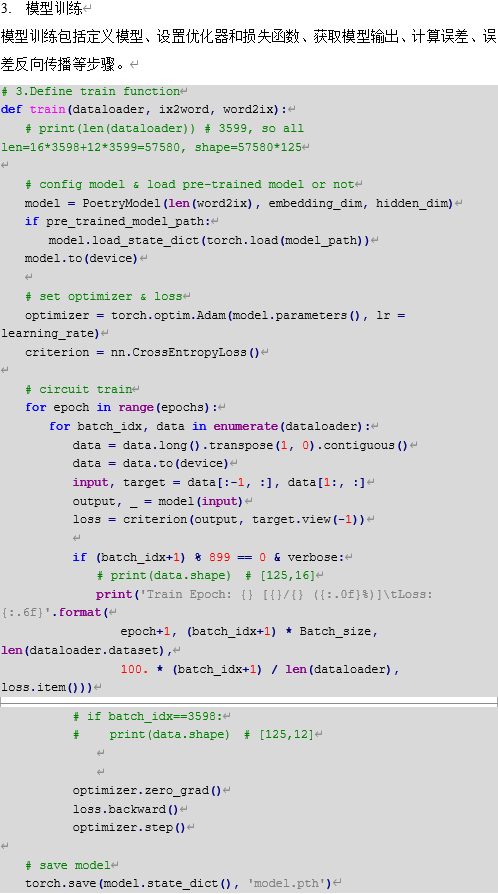 3. 模型训练↵
模型训练包括定义模型、设置优化器和损失函数、获取模型输出、计算误差、误
差反向传播等步骤。↵
# 3.Define train function↵
def train(dataloader, ix2word, word2ix):↵
# print(len(dataloader)) # 3599, so all
len=16*3598+12*3599=57580, shape=57580*125↵
↵
# config model & load pre-trained model or not↵
model = PoetryModel(len(word2ix), embedding_dim, hidden_dim)↵
if pre_trained_model_path:↵
model.load_state_dict(torch.load(model_path))↵
model.to(device)↵
↵
# set optimizer & loss↵
optimizer = torch.optim.Adam(model.parameters(), lr =
learning_rate)↵
criterion = nn.CrossEntropyLoss()↵
↵
# circuit train↵
for epoch in range(epochs):↵
for batch_idx, data in enumerate(dataloader):↵
data = data.long().transpose(1, 0).contiguous()↵
data = data.to(device)↵
input, target = data[:-1, :], data[1:, :]↵
output, _ = model(input)↵
loss = criterion(output, target.view(-1))↵
↵
if (batch_idx+1) % 899 == 0 & verbose:↵
# print(data.shape) # [125,16]↵
print('Train Epoch: {} [{}/{} ({:.0f}%)]\tLoss:
{:.6f}'.format(↵
epoch+1, (batch_idx+1) * Batch_size,
len(dataloader.dataset),↵
100. * (batch_idx+1) / len(dataloader),
loss.item()))↵
# if batch_idx==3598:↵
# print(data.shape) # [125,12]↵
↵
↵
optimizer.zero_grad()↵
loss.backward()↵
optimizer.step()↵
↵
# save model↵
torch.save(model.state_dict(), 'model.pth')↵